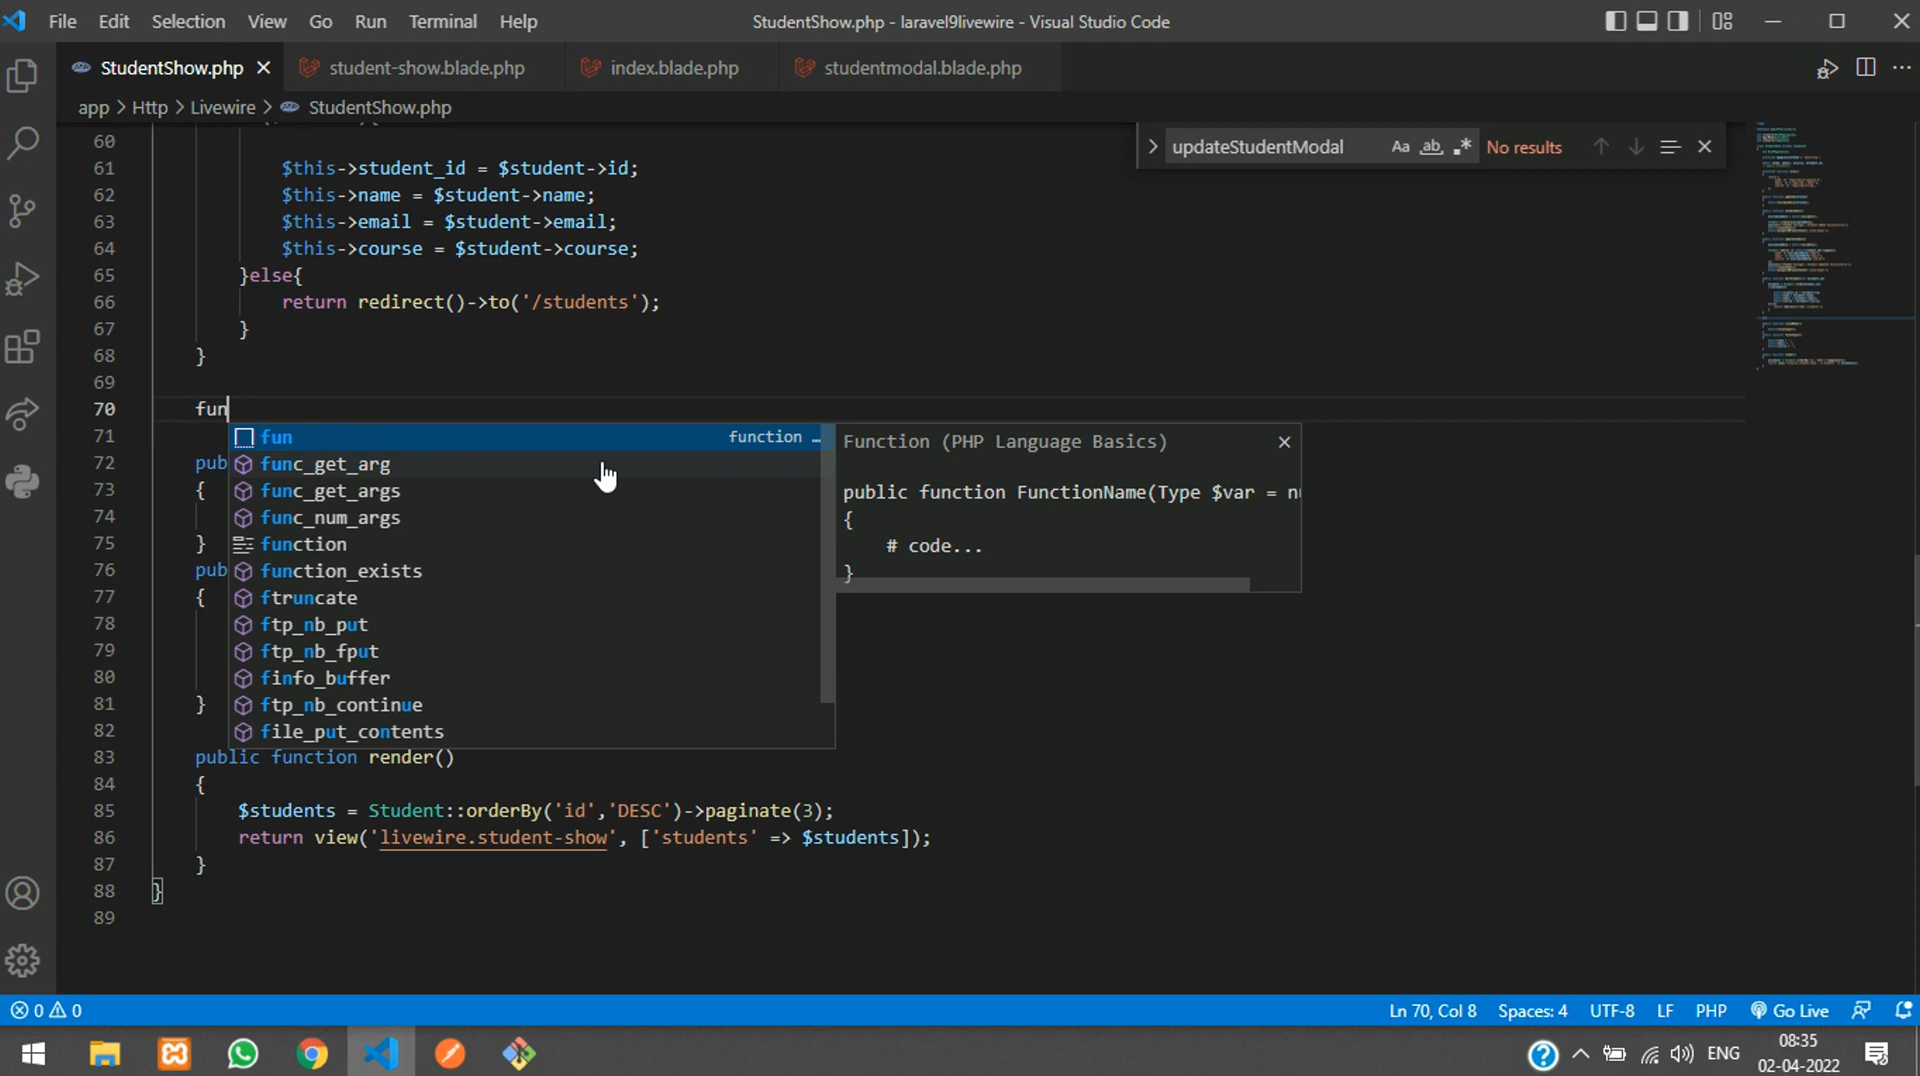 File Edit Selection View Go Run Terminal Help
StudentShow.php - laravel9livewire - Visual Studio Code
StudentShow.php student-show.blade.php index.blade.php studentmodal.blade.php
app > Http > Livewire > StudentShow.php
updateStudentModal Aa ab .* No results
60
61 $this->student_id = $student->id;
62 $this->name = $student->name;
63 $this->email = $student->email;
64 $this->course = $student->course;
65 }else{
66 return redirect()->to('/students');
67 }
68 }
69
70 fun
71 fun function …
Function (PHP Language Basics)
72 pub func_get_arg
73 { func_get_args
public function FunctionName(Type $var = nu
74 func_num_args
{
75 } function
# code...
76 pub function_exists
}
77 { ftruncate
78 ftp_nb_put
79 ftp_nb_fput
80 finfo_buffer
81 } ftp_nb_continue
82 file_put_contents
83 public function render()
84 {
85 $students = Student::orderBy('id','DESC')->paginate(3);
86 return view('livewire.student-show', ['students' => $students]);
87 }
88 }
89
0 0 Ln 70, Col 8 Spaces: 4 UTF-8 LF PHP Go Live
ENG 08:35
02-04-2022